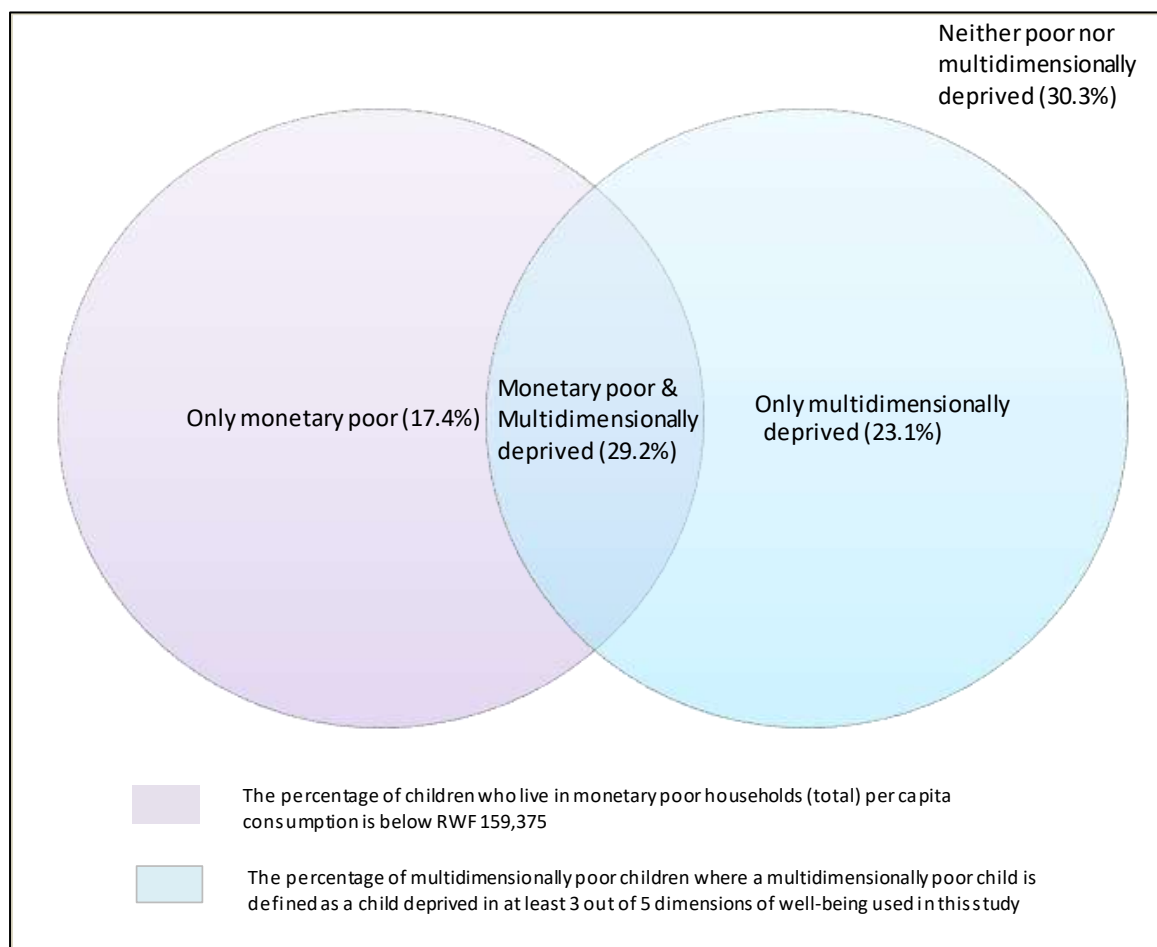 Neither poor nor
multidimensionally
deprived (30.3%)
Only monetary poor (17.4%)
Monetary poor &
Multidimensionally
deprived (29.2%)
Only multidimensionally
deprived (23.1%)
The percentage of children who live in monetary poor households (total) per capita
consumption is below RWF 159,375
The percentage of multidimensionally poor children where a multidimensionally poor child is
defined as a child deprived in at least 3 out of 5 dimensions of well-being used in this study